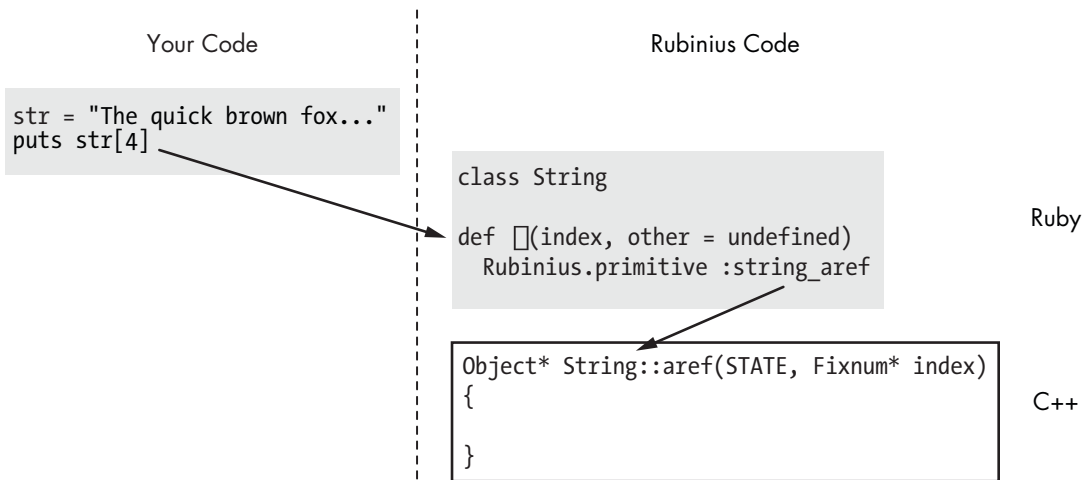 Your Code
Rubinius Code
str = "The quick brown fox..."
puts str[4]
class String
def [](index, other = undefined)
Rubinius.primitive :string_aref
Ruby
Object* String::aref(STATE, Fixnum* index)
{
}
C++